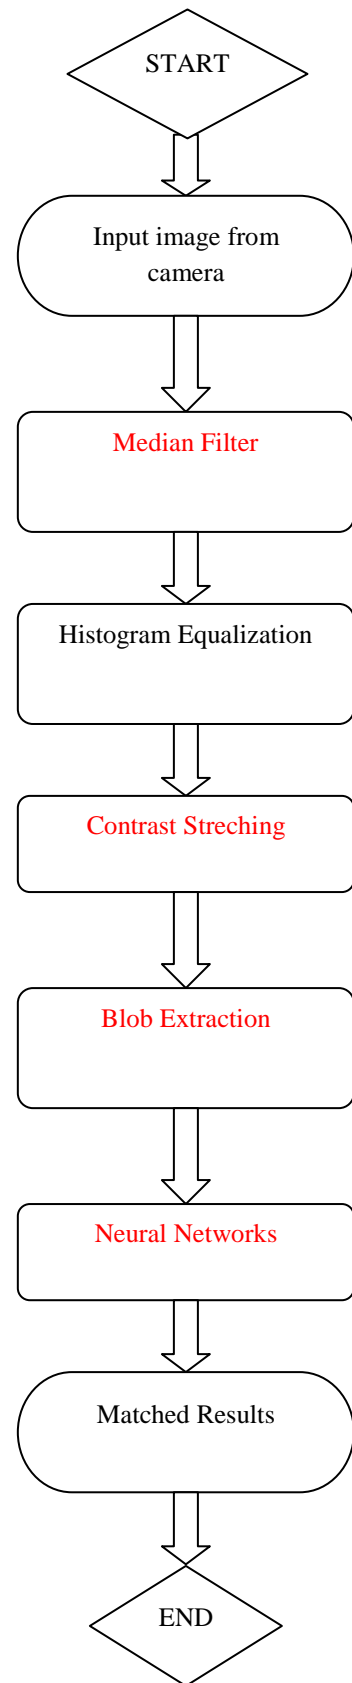 START
Input image from
camera
Median Filter
Histogram Equalization
Contrast Streching
Blob Extraction
Neural Networks
Matched Results
END